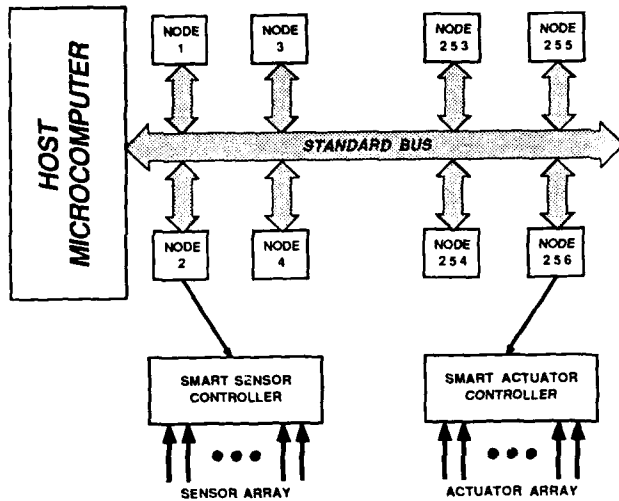 HOST
MICROCOMPUTER
NODE
1
NODE
3
NODE
253
NODE
255
STANDARD BUS
NODE
2
NODE
4
NODE
254
NODE
256
SMART SENSOR
CONTROLLER
SMART ACTUATOR
CONTROLLER
SENSOR ARRAY
ACTUATOR ARRAY